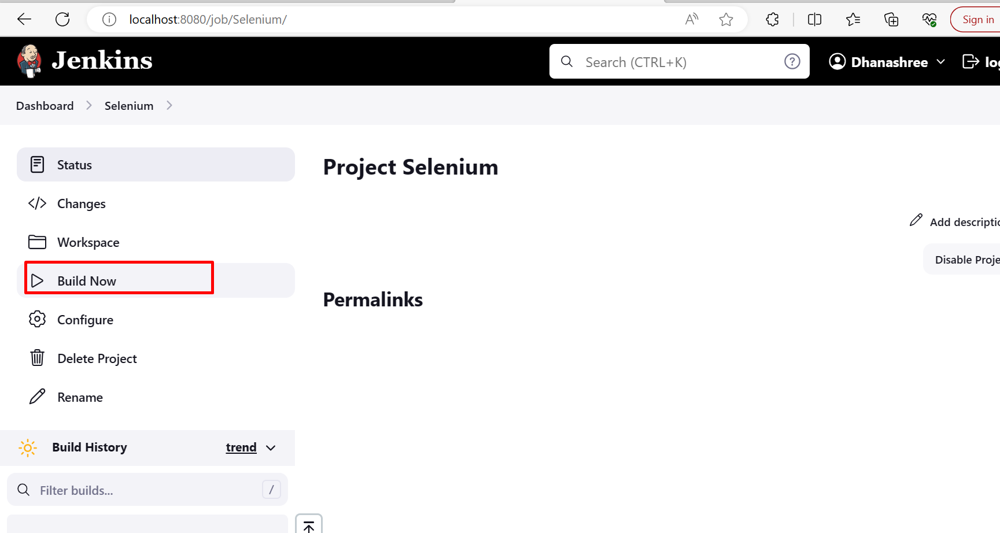 localhost:8080/job/Selenium/
Sign in
Jenkins
Search (CTRL+K)
Dhanashree
Dashboard
Selenium
Status
Changes
Workspace
Build Now
Configure
Delete Project
Rename
Build History
trend
Filter builds...
/
Project Selenium
Add descriptio
Disable Proje
Permalinks